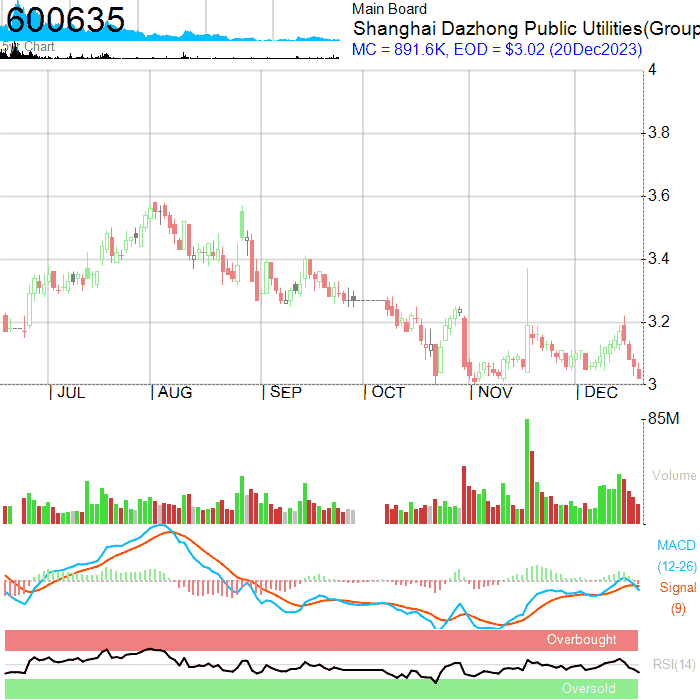 600635
5yr Chart
Main Board
Shanghai Dazhong Public Utilities(Group
MC = 891.6K, EOD = $3.02 (20Dec2023)
4
3.8
3.6
3.4
3.2
3
JUL
AUG
SEP
OCT
NOV
DEC
85M
Volume
MACD
(12-26)
Signal
(9)
Overbought
RSI(14)
Oversold